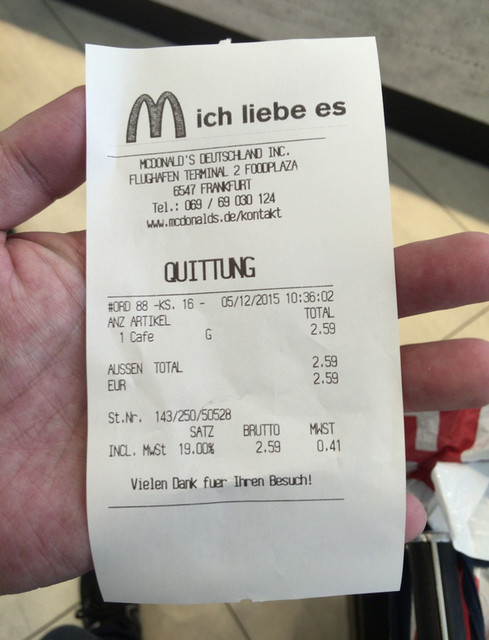 M ich liebe es
MCDONALD'S DEUTSCHLAND INC.
FLUGHAFEN TERMINAL 2 FOODPLAZA
6547 FRANKFURT
Tel.: 069 / 69 030 124
www.mcdonalds.de/kontakt
QUITTUNG
#ORD 88 -KS. 16 - 05/12/2015 10:36:02
ANZ ARTIKEL TOTAL
1 Cafe G 2.59
AUSSEN TOTAL 2.59
EUR 2.59
St.Nr. 143/250/50528
SATZ BRUTTO MWST
INCL. MwSt 19.00% 2.59 0.41
Vielen Dank fuer Ihren Besuch!